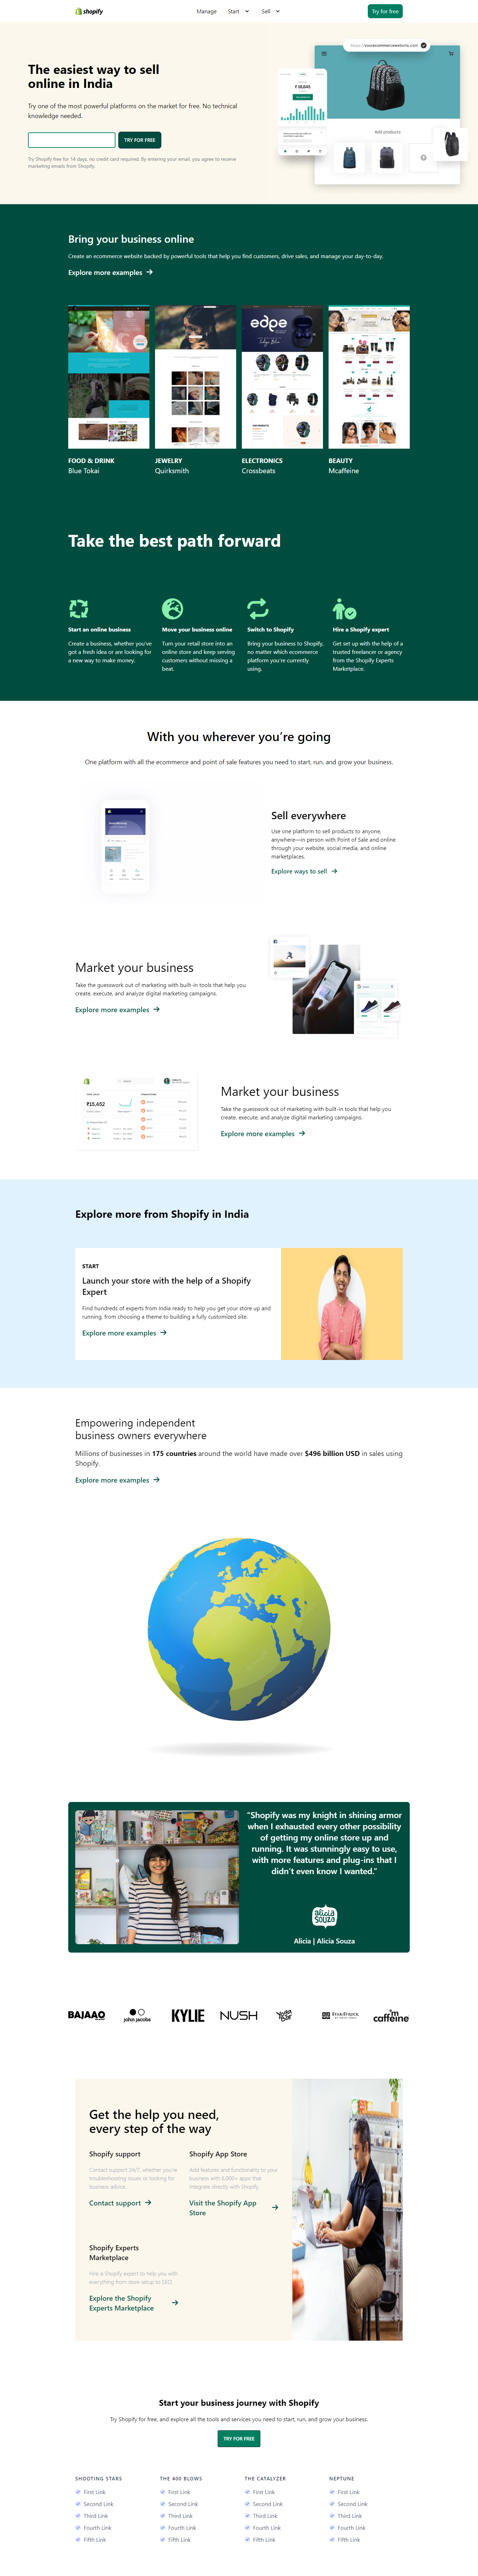 shopify
Manage Start Sell
Try for free
The easiest way to sell
online in India
Try one of the most powerful platforms on the market for free. No technical
knowledge needed.
TRY FOR FREE
Try Shopify free for 14 days, no credit card required. By entering your email, you agree to receive
marketing emails from Shopify.
https://yourecommercewebsite.com
₹ 18,845
Add products
Bring your business online
Create an ecommerce website backed by powerful tools that help you find customers, drive sales, and manage your day-to-day.
Explore more examples
edge
FOOD & DRINK
Blue Tokai
JEWELRY
Quirksmith
ELECTRONICS
Crossbeats
BEAUTY
Mcaffeine
Take the best path forward
Start an online business
Create a business, whether you've
got a fresh idea or are looking for
a new way to make money.
Move your business online
Turn your retail store into an
online store and keep serving
customers without missing a
beat.
Switch to Shopify
Bring your business to Shopify,
no matter which ecommerce
platform you're currently
using.
Hire a Shopify expert
Get set up with the help of a
trusted freelancer or agency
from the Shopify Experts
Marketplace.
With you wherever you're going
One platform with all the ecommerce and point of sale features you need to start, run, and grow your business.
Sell everywhere
Use one platform to sell products to anyone,
anywhere—in person with Point of Sale and online
through your website, social media, and online
marketplaces.
Explore ways to sell
Market your business
Take the guesswork out of marketing with built-in tools that help you
create, execute, and analyze digital marketing campaigns.
Explore more examples
₹15,652
Market your business
Take the guesswork out of marketing with built-in tools that help you
create, execute, and analyze digital marketing campaigns.
Explore more examples
Explore more from Shopify in India
START
Launch your store with the help of a Shopify
Expert
Find hundreds of experts from India ready to help you get your store up and
running, from choosing a theme to building a fully customized site.
Explore more examples
Empowering independent
business owners everywhere
Millions of businesses in 175 countries around the world have made over $496 billion USD in sales using
Shopify.
Explore more examples
"Shopify was my knight in shining armor
when I exhausted every other possibility
of getting my online store up and
running. It was stunningly easy to use,
with more features and plug-ins that I
didn't even know I wanted."
alicia
souza
Alicia | Alicia Souza
BAJAAO
john jacobs
KYLIE
NUSH
m
caffeine
Get the help you need,
every step of the way
Shopify support
Contact support 24/7, whether you're
troubleshooting issues or looking for
business advice.
Contact support
Shopify App Store
Add features and functionality to your
business with 6,000+ apps that
integrate directly with Shopify.
Visit the Shopify App
Store
Shopify Experts
Marketplace
Hire a Shopify expert to help you with
everything from store setup to SEO.
Explore the Shopify
Experts Marketplace
Start your business journey with Shopify
Try Shopify for free, and explore all the tools and services you need to start, run, and grow your business.
TRY FOR FREE
SHOOTING STARS
First Link
Second Link
Third Link
Fourth Link
Fifth Link
THE 400 BLOWS
First Link
Second Link
Third Link
Fourth Link
Fifth Link
THE CATALYZER
First Link
Second Link
Third Link
Fourth Link
Fifth Link
NEPTUNE
First Link
Second Link
Third Link
Fourth Link
Fifth Link